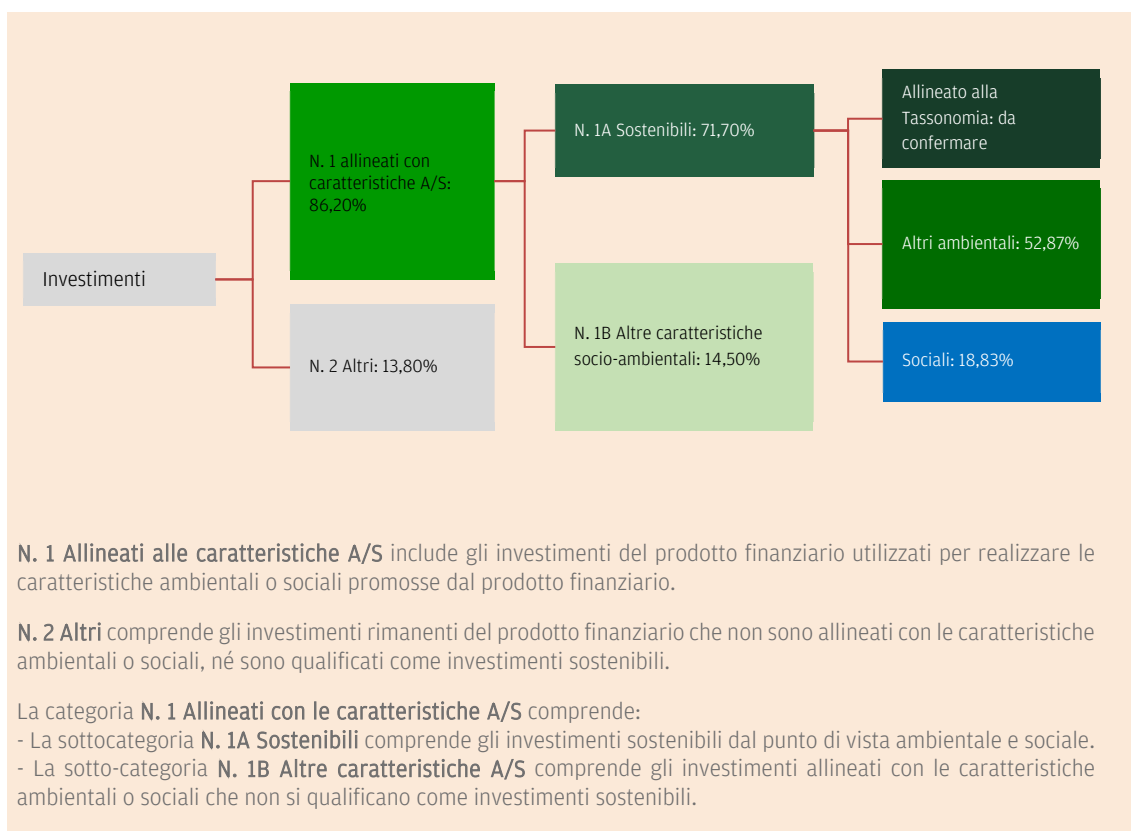 Investimenti
N. 1 allineati con
caratteristiche A/S:
86,20%
N. 2 Altri: 13,80%
N. 1A Sostenibili: 71,70%
N. 1B Altre caratteristiche
socio-ambientali: 14,50%
Allineato alla
Tassonomia: da
confermare
Altri ambientali: 52,87%
Sociali: 18,83%
N. 1 Allineati alle caratteristiche A/S include gli investimenti del prodotto finanziario utilizzati per realizzare le
caratteristiche ambientali o sociali promosse dal prodotto finanziario.
N. 2 Altri comprende gli investimenti rimanenti del prodotto finanziario che non sono allineati con le caratteristiche
ambientali o sociali, né sono qualificati come investimenti sostenibili.
La categoria N. 1 Allineati con le caratteristiche A/S comprende:
- La sottocategoria N. 1A Sostenibili comprende gli investimenti sostenibili dal punto di vista ambientale e sociale.
- La sotto-categoria N. 1B Altre caratteristiche A/S comprende gli investimenti allineati con le caratteristiche
ambientali o sociali che non si qualificano come investimenti sostenibili.